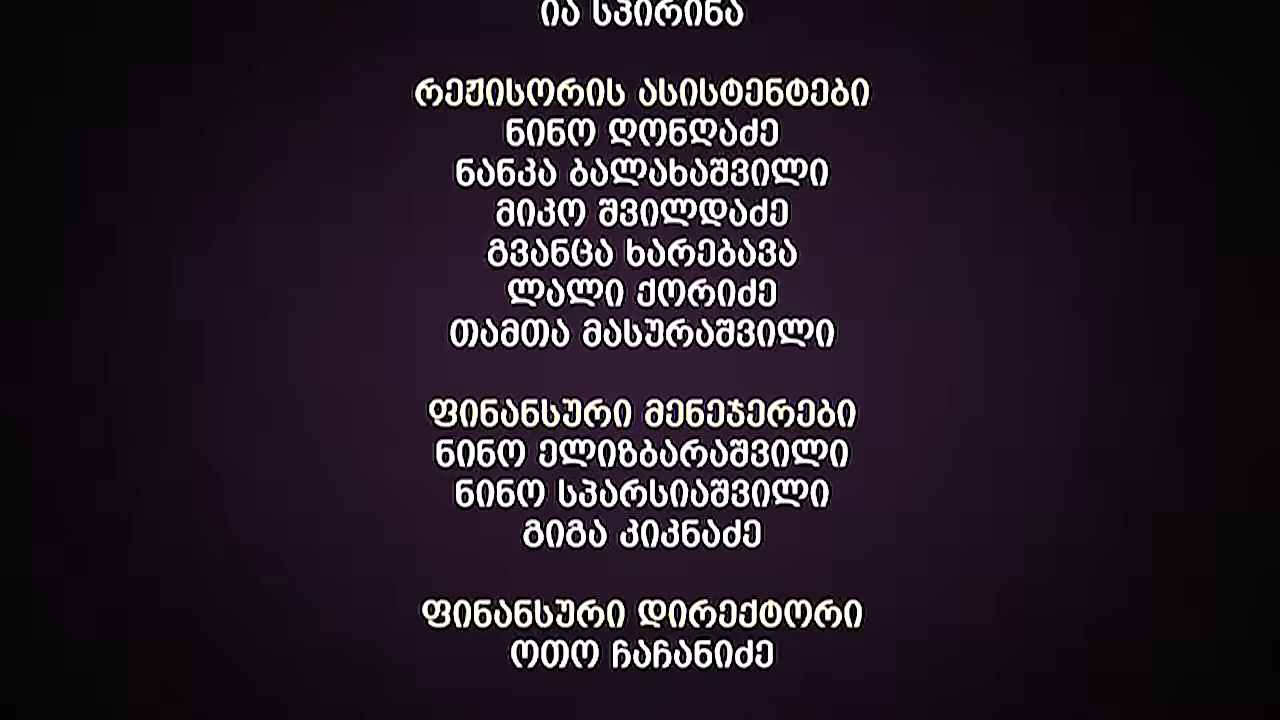 ია სპირინა
რეჟისორის ასისტენტები
ნინო ღონღაძე
ნანკა ბალახაშვილი
მიკო შვილდაძე
გვანცა ხარებავა
ლალი ქორიძე
თამთა მასურაშვილი
ფინანსური მენეჯერები
ნინო ელიზბარაშვილი
ნინო სპარსიაშვილი
გიგა კიკნაძე
ფინანსური დირექტორი
ოთო ჩაჩანიძე